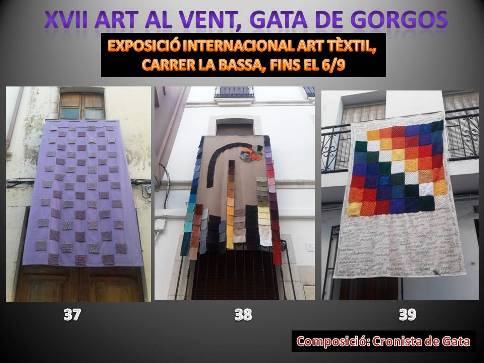 XVII ART AL VENT, GATA DE GORGOS
EXPOSICIÓ INTERNACIONAL ART TÈXTIL,
CARRER LA BASSA, FINS EL 6/9
37 38 39
Composició: Cronista de Gata